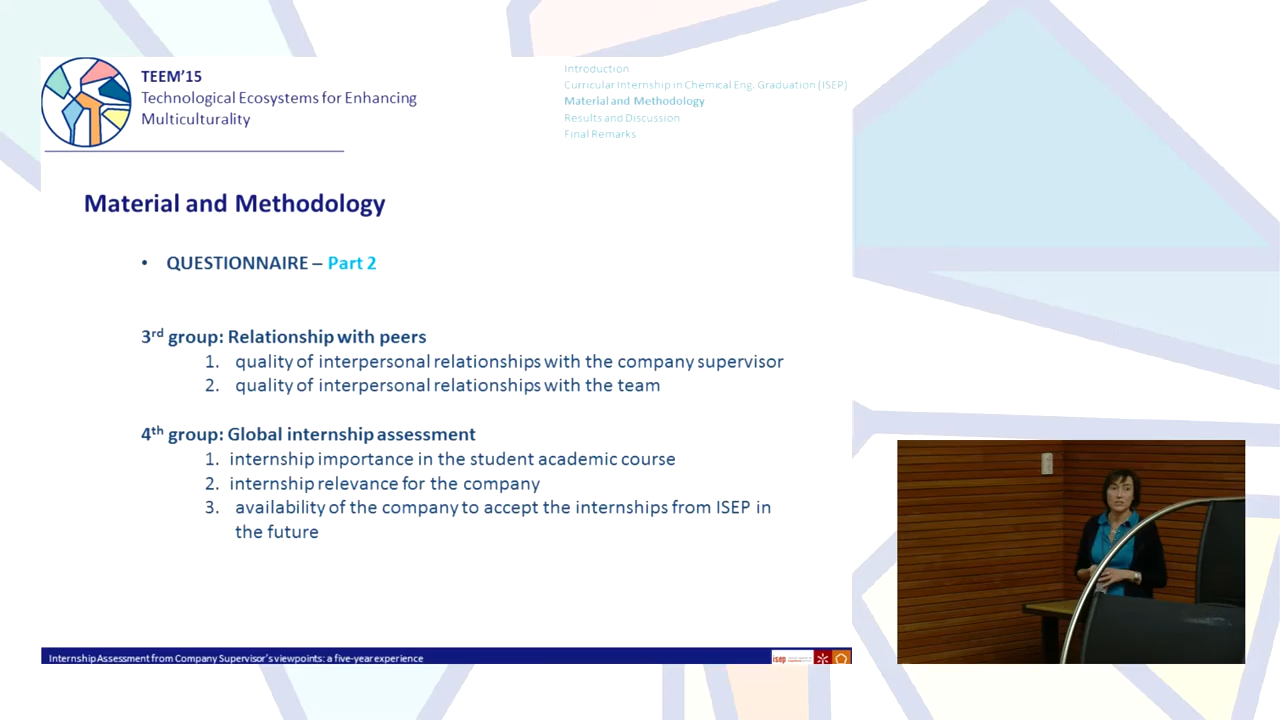 TEEM’15
Technological Ecosystems for Enhancing
Multiculturality
Introduction
Curricular Internship in Chemical Eng. Graduation (ISEP)
Material and Methodology
Results and Discussion
Final Remarks
Material and Methodology
• QUESTIONNAIRE – Part 2
3rd group: Relationship with peers
1. quality of interpersonal relationships with the company supervisor
2. quality of interpersonal relationships with the team
4th group: Global internship assessment
1. internship importance in the student academic course
2. internship relevance for the company
3. availability of the company to accept the internships from ISEP in
the future
Internship Assessment from Company Supervisor’s viewpoints: a five-year experience
isep